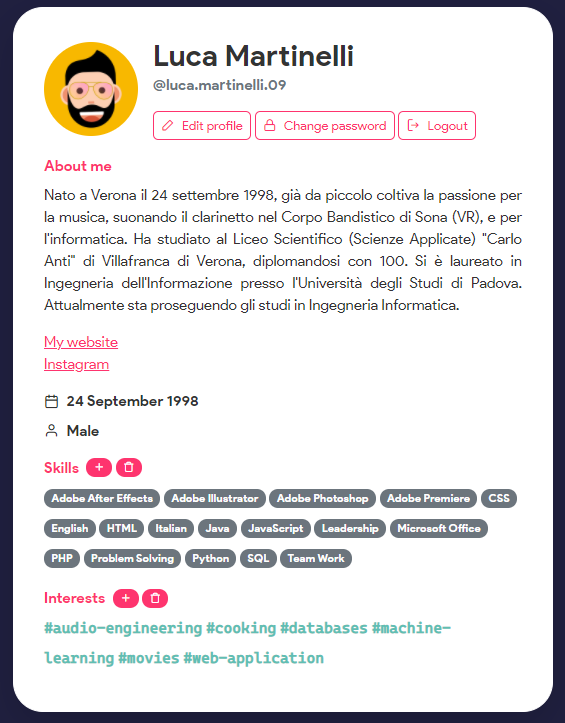 Luca Martinelli
@luca.martinelli.09
Edit profile Change password Logout
About me
Nato a Verona il 24 settembre 1998, già da piccolo coltiva la passione per
la musica, suonando il clarinetto nel Corpo Bandistico di Sona (VR), e per
l'informatica. Ha studiato al Liceo Scientifico (Scienze Applicate) "Carlo
Anti" di Villafranca di Verona, diplomandosi con 100. Si è laureato in
Ingegneria dell'Informazione presso l'Università degli Studi di Padova.
Attualmente sta proseguendo gli studi in Ingegneria Informatica.
My website
Instagram
24 September 1998
Male
Skills +
Adobe After Effects Adobe Illustrator Adobe Photoshop Adobe Premiere CSS
English HTML Italian Java JavaScript Leadership Microsoft Office
PHP Problem Solving Python SQL Team Work
Interests +
#audio-engineering #cooking #databases #machine-
learning #movies #web-application